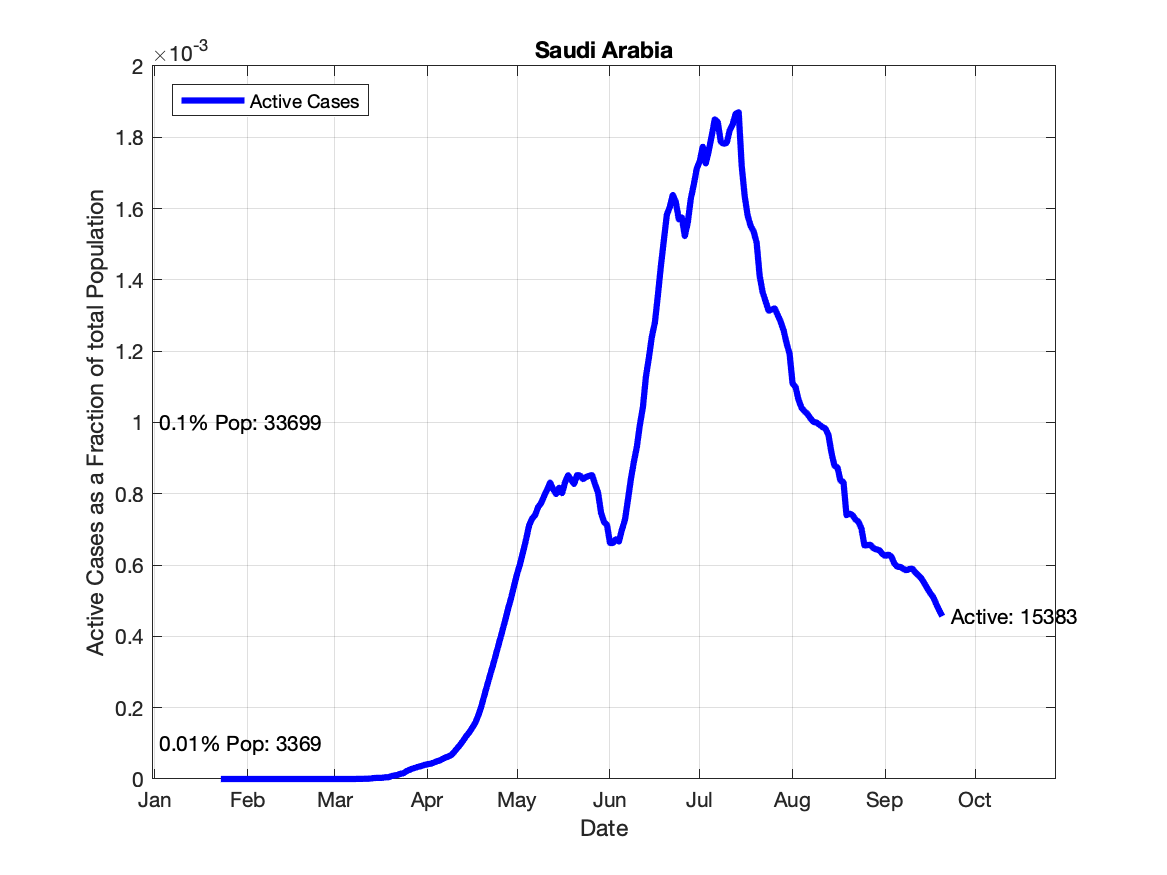 Saudi Arabia
×10-3
2
Active Cases
1.8
1.6
1.4
1.2
1
0.1% Pop: 33699
0.8
0.6
Active: 15383
0.4
0.2
0.01% Pop: 3369
0
Active Cases as a Fraction of total Population
Jan Feb Mar Apr May Jun Jul Aug Sep Oct
Date